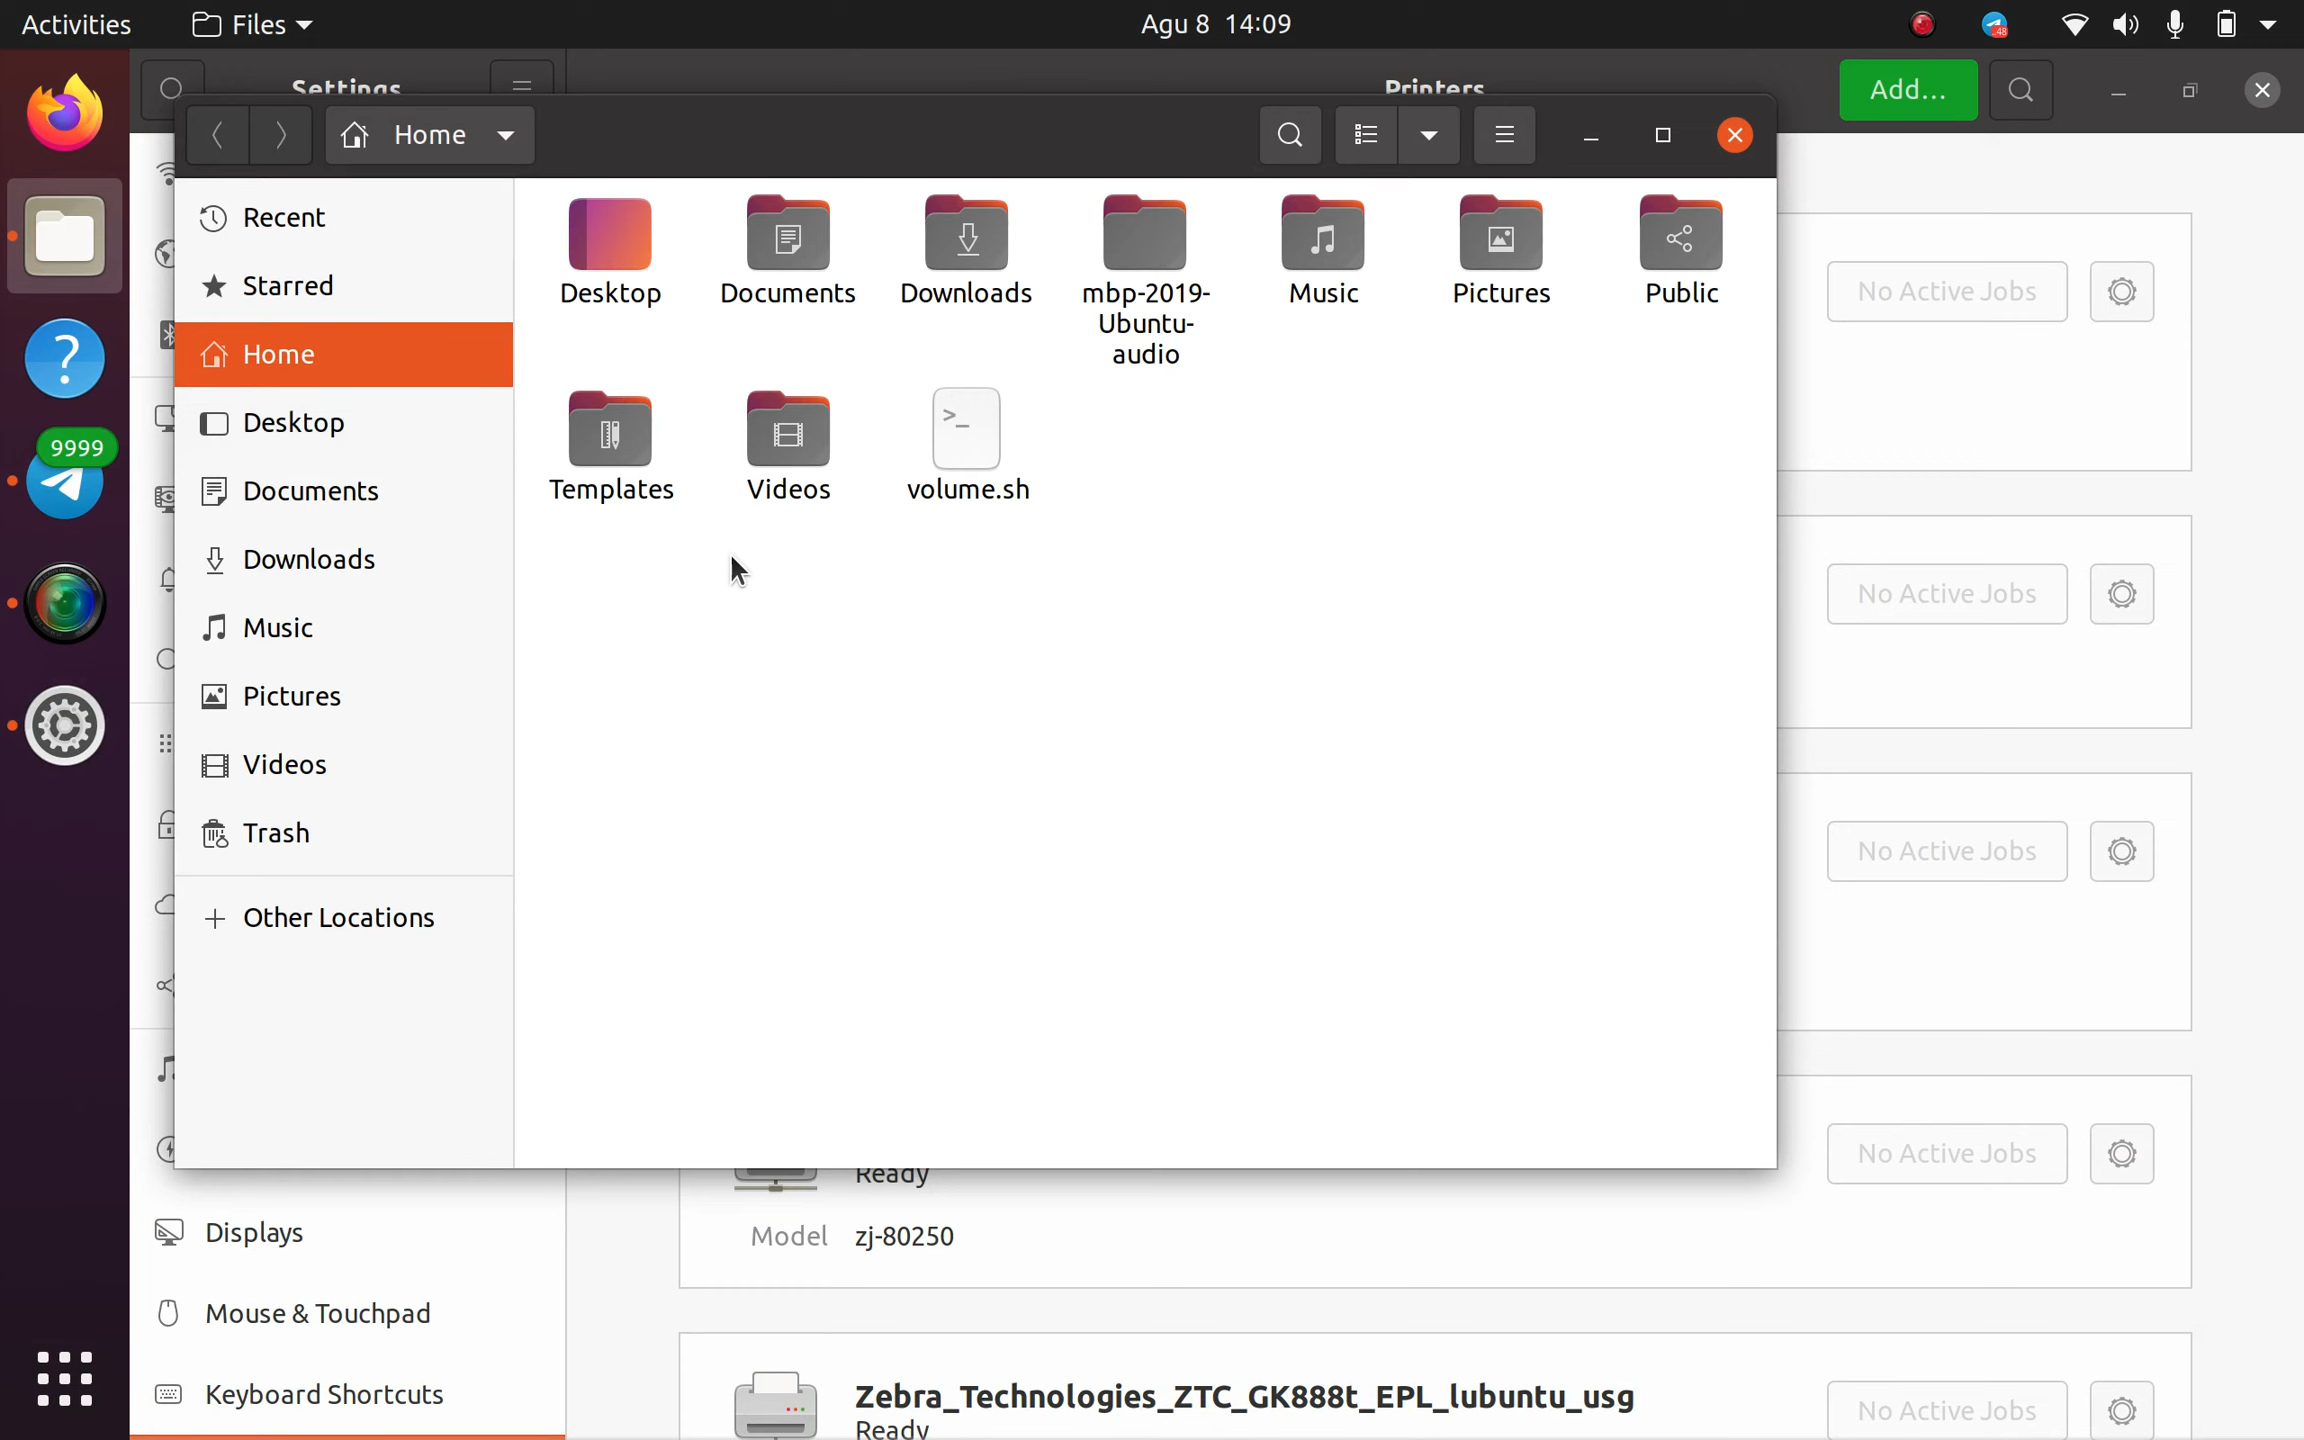 Activities
Files
Agu 8 14:09
Settings
Printers
Add...
Home
Recent
Starred
Home
Desktop
Documents
Downloads
Music
Pictures
Videos
Trash
Other Locations
Desktop
Documents
Downloads
mbp-2019-
Ubuntu-
audio
Music
Pictures
Public
Templates
Videos
volume.sh
9999
48
No Active Jobs
No Active Jobs
No Active Jobs
No Active Jobs
Ready
Model zj-80250
Displays
Mouse & Touchpad
Keyboard Shortcuts
Zebra_Technologies_ZTC_GK888t_EPL_lubuntu_usg
Ready
No Active Jobs